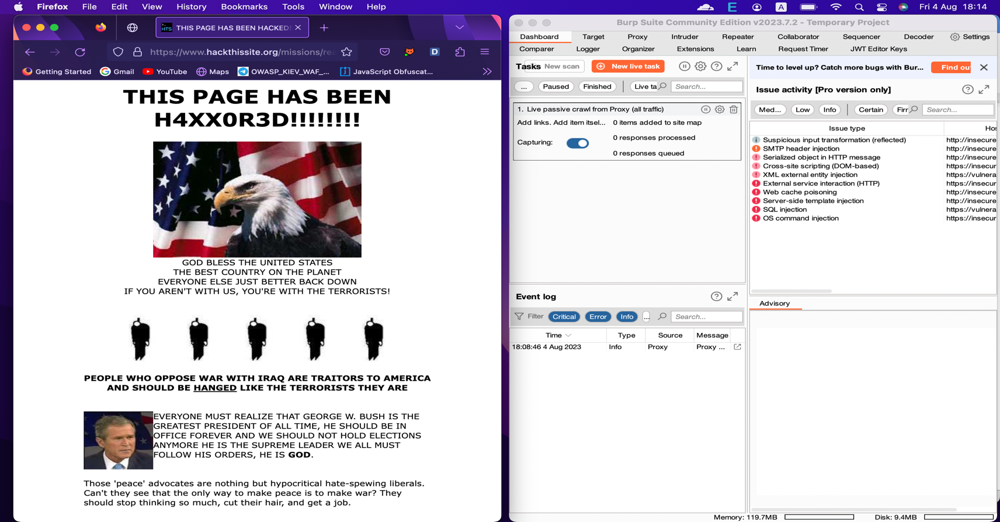 Firefox File Edit View History Bookmarks Tools Window Help
E A Fri 4 Aug 18:14
HTS THIS PAGE HAS BEEN HACKED!
https://www.hackthissite.org/missions/rea
D
Getting Started Gmail YouTube Maps OWASP_KIEV_WAF_... JavaScript Obfuscat...
THIS PAGE HAS BEEN
H4XX0R3D!!!!!!!!
GOD BLESS THE UNITED STATES
THE BEST COUNTRY ON THE PLANET
EVERYONE ELSE JUST BETTER BACK DOWN
IF YOU AREN'T WITH US, YOU'RE WITH THE TERRORISTS!
PEOPLE WHO OPPOSE WAR WITH IRAQ ARE TRAITORS TO AMERICA
AND SHOULD BE HANGED LIKE THE TERRORISTS THEY ARE
EVERYONE MUST REALIZE THAT GEORGE W. BUSH IS THE
GREATEST PRESIDENT OF ALL TIME, HE SHOULD BE IN
OFFICE FOREVER AND WE SHOULD NOT HOLD ELECTIONS
ANYMORE HE IS THE SUPREME LEADER WE ALL MUST
FOLLOW HIS ORDERS, HE IS GOD.
Those 'peace' advocates are nothing but hypocritical hate-spewing liberals.
Can't they see that the only way to make peace is to make war? They
should stop thinking so much, cut their hair, and get a job.
Burp Suite Community Edition v2023.7.2 - Temporary Project
Dashboard Target Proxy Intruder Repeater Collaborator Sequencer Decoder Settings
Comparer Logger Organizer Extensions Learn Request Timer JWT Editor Keys
Tasks New scan New live task
... Paused Finished Live ta Search...
1. Live passive crawl from Proxy (all traffic)
Add links. Add item itsel... 0 items added to site map
0 responses processed
Capturing:
0 responses queued
Event log
Filter Critical Error Info ... Search...
Time Type Source Message
18:08:46 4 Aug 2023 Info Proxy Proxy ...
Time to level up? Catch more bugs with Bur... Find ou
Issue activity [Pro version only]
Med... Low Info Certain Firr Search...
Issue type Hos
Suspicious input transformation (reflected) http://insecure
SMTP header injection http://insecure
Serialized object in HTTP message http://insecure
Cross-site scripting (DOM-based) http://insecure
XML external entity injection https://vulnera
External service interaction (HTTP) https://insecur
Web cache poisoning http://insecure
Server-side template injection http://insecure
SQL injection https://vulnera
OS command injection https://insecur
Advisory
Memory: 119.7MB Disk: 9.4MB